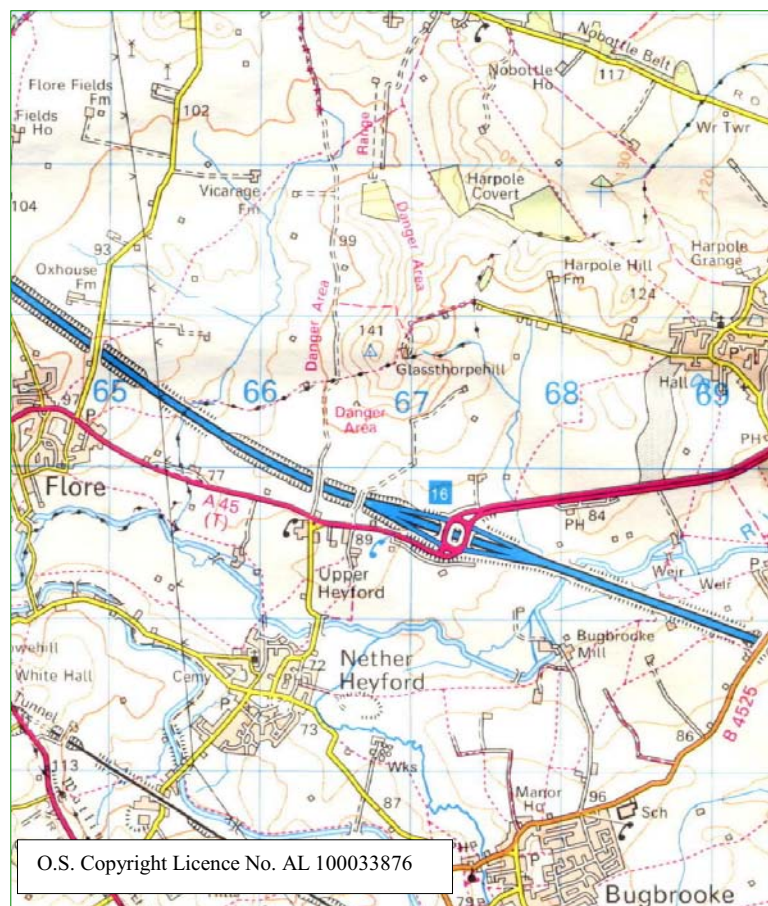 Nobottle Belt
Flore Fields
Fm
Nobottle
Ho
117
R D
Fields
Ho
102
Wr Twr
Range
130
Vicarage
Fm
Harpole
Covert
120
104
99
Danger Area
93
Harpole
Grange
Oxhouse
Fm
Harpole Hill
Fm
124
Danger Area
141
Glassthorpehill
P
65
66
67
68
69
Hall
97
P
Danger
Area
PH
77
16
Flore
A 45
(T)
84
PH
89
Upper
Heyford
Weir
Weir
P
Bugbrooke
Mill
White Hall
Cemy
72
Nether
Heyford
P
PH
B 4525
Tunnel
73
86
113
Wks
Manor
Ho
96
Sch
87
P
O.S. Copyright Licence No. AL 100033876
79
Bugbrooke